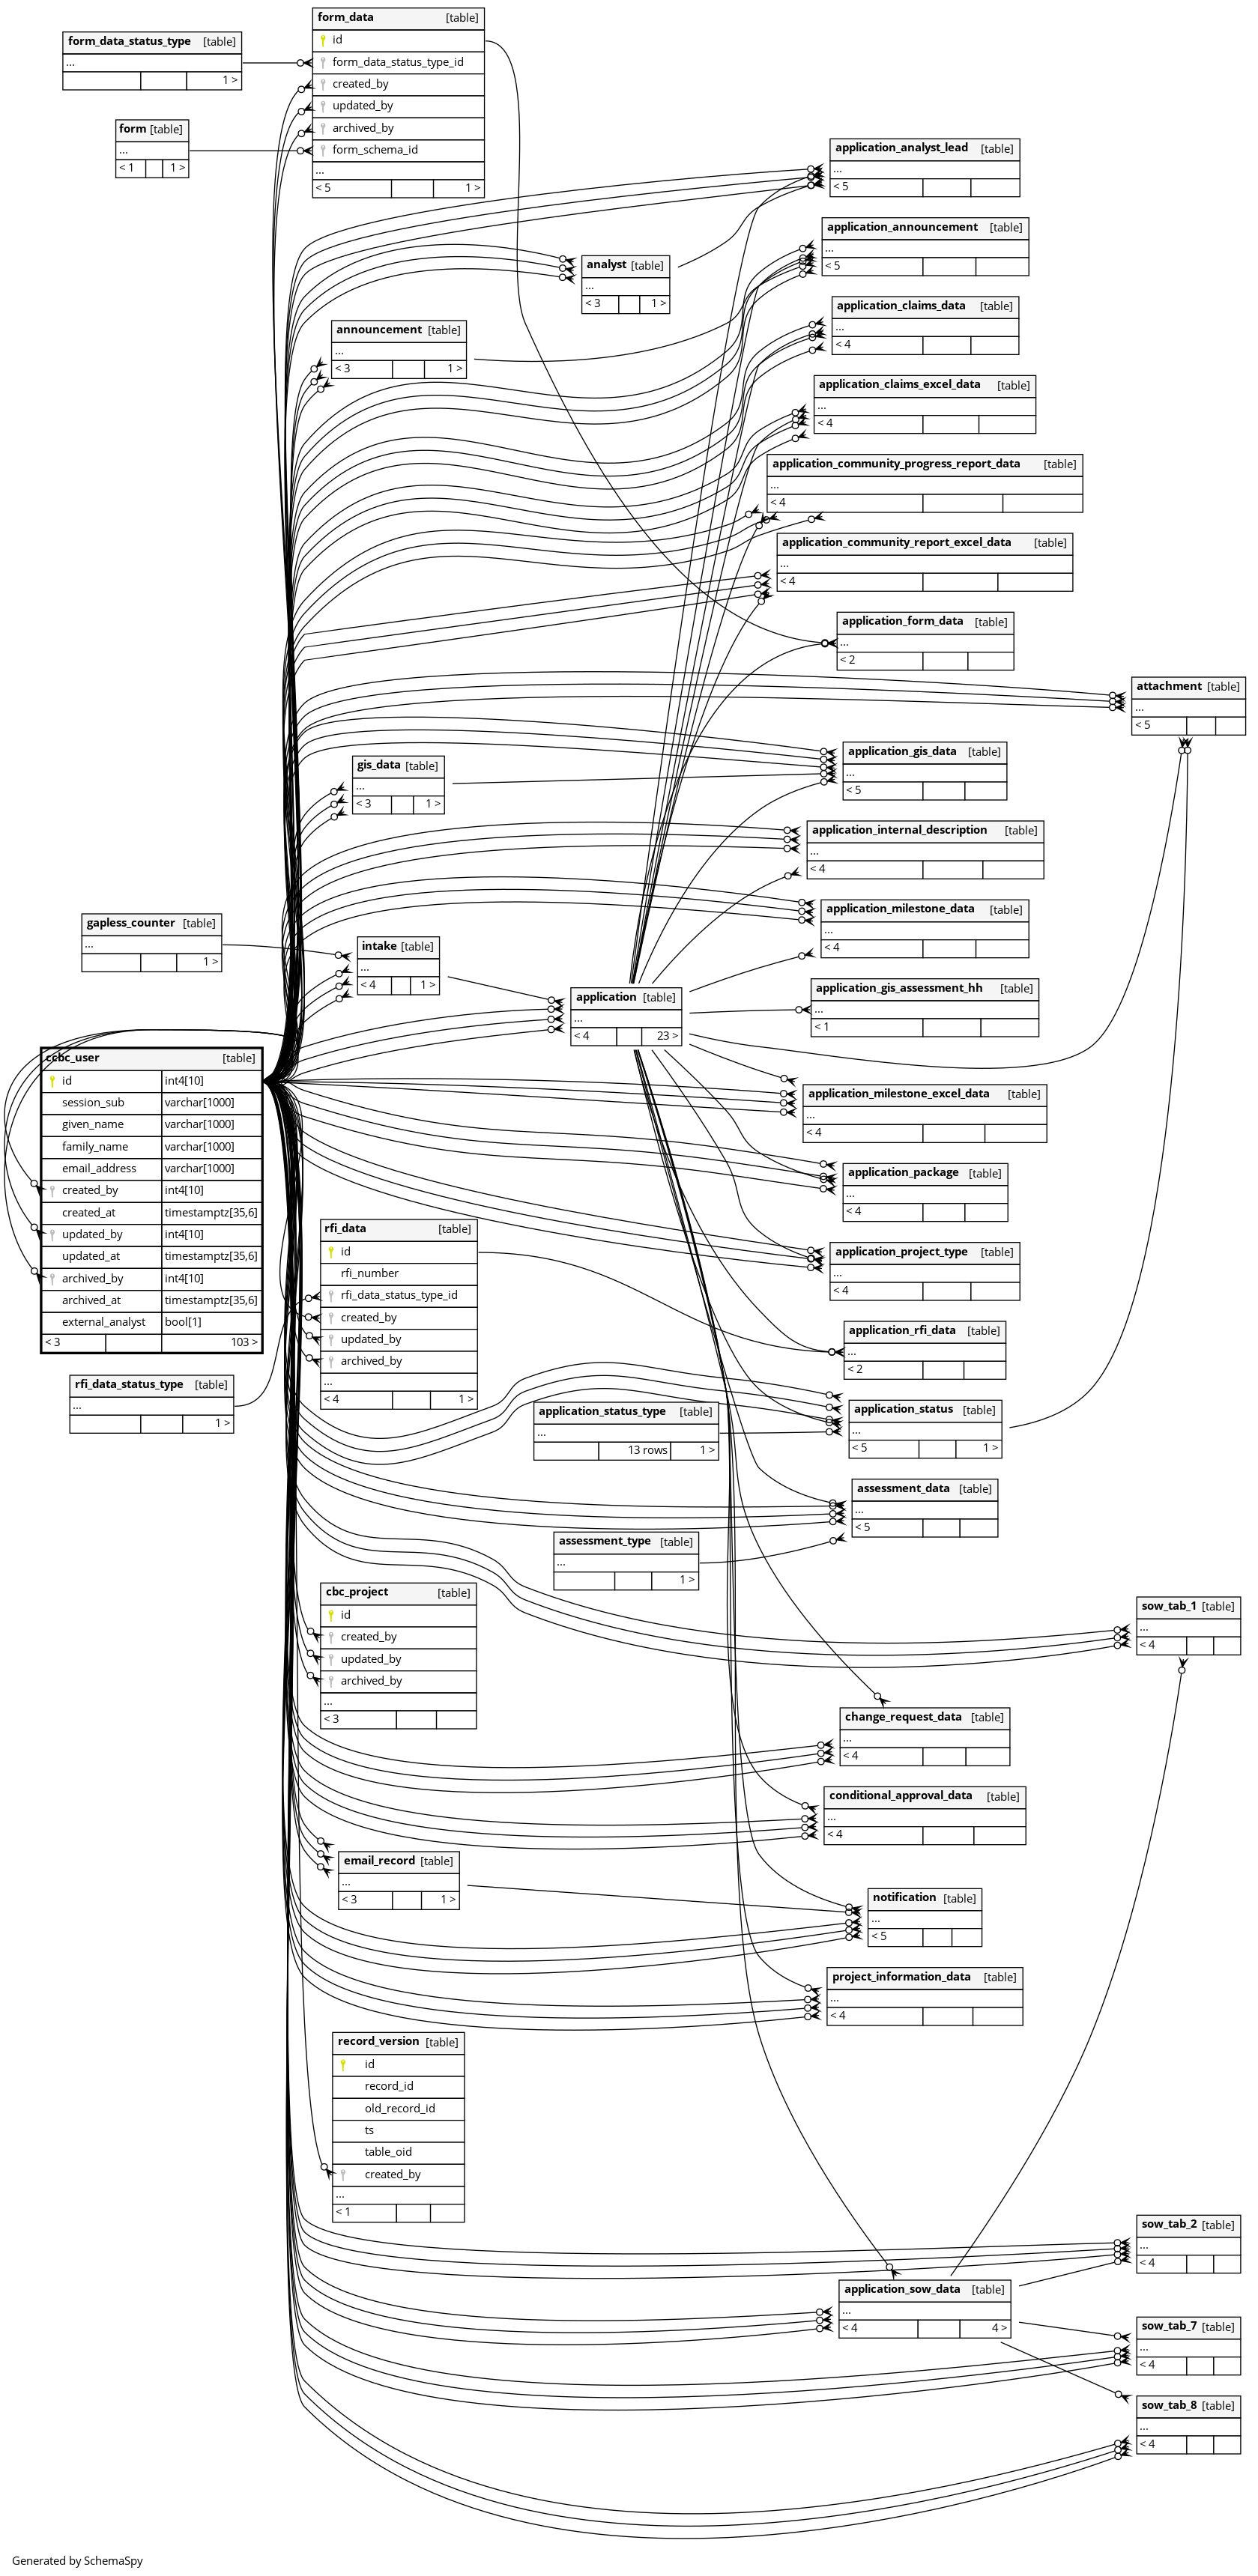 form_data [table]
id
form_data_status_type_id
created_by
updated_by
archived_by
form_schema_id
...
< 5 1 >
form_data_status_type [table]
...
1 >
form [table]
...
< 1 1 >
application_analyst_lead [table]
...
< 5
application_announcement [table]
...
< 5
analyst [table]
...
< 3 1 >
application_claims_data [table]
...
< 4
announcement [table]
...
< 3 1 >
application_claims_excel_data [table]
...
< 4
application_community_progress_report_data [table]
...
< 4
application_community_report_excel_data [table]
...
< 4
application_form_data [table]
...
< 2
attachment [table]
...
< 5
application_gis_data [table]
...
< 5
gis_data [table]
...
< 3 1 >
application_internal_description [table]
...
< 4
application_milestone_data [table]
...
< 4
gapless_counter [table]
...
1 >
intake [table]
...
< 4 1 >
application [table]
...
< 4 23 >
application_gis_assessment_hh [table]
...
< 1
ccbc_user [table]
id int4[10]
session_sub varchar[1000]
given_name varchar[1000]
family_name varchar[1000]
email_address varchar[1000]
created_by int4[10]
created_at timestamptz[35,6]
updated_by int4[10]
updated_at timestamptz[35,6]
archived_by int4[10]
archived_at timestamptz[35,6]
external_analyst bool[1]
< 3 103 >
application_milestone_excel_data [table]
...
< 4
application_package [table]
...
< 4
rfi_data [table]
id
rfi_number
rfi_data_status_type_id
created_by
updated_by
archived_by
...
< 4 1 >
application_project_type [table]
...
< 4
application_rfi_data [table]
...
< 2
rfi_data_status_type [table]
...
1 >
application_status_type [table]
...
13 rows 1 >
application_status [table]
...
< 5 1 >
assessment_data [table]
...
< 5
assessment_type [table]
...
1 >
cbc_project [table]
id
created_by
updated_by
archived_by
...
< 3
sow_tab_1 [table]
...
< 4
change_request_data [table]
...
< 4
conditional_approval_data [table]
...
< 4
email_record [table]
...
< 3 1 >
notification [table]
...
< 5
project_information_data [table]
...
< 4
record_version [table]
id
record_id
old_record_id
ts
table_oid
created_by
...
< 1
sow_tab_2 [table]
...
< 4
application_sow_data [table]
...
< 4 4 >
sow_tab_7 [table]
...
< 4
sow_tab_8 [table]
...
< 4
Generated by SchemaSpy